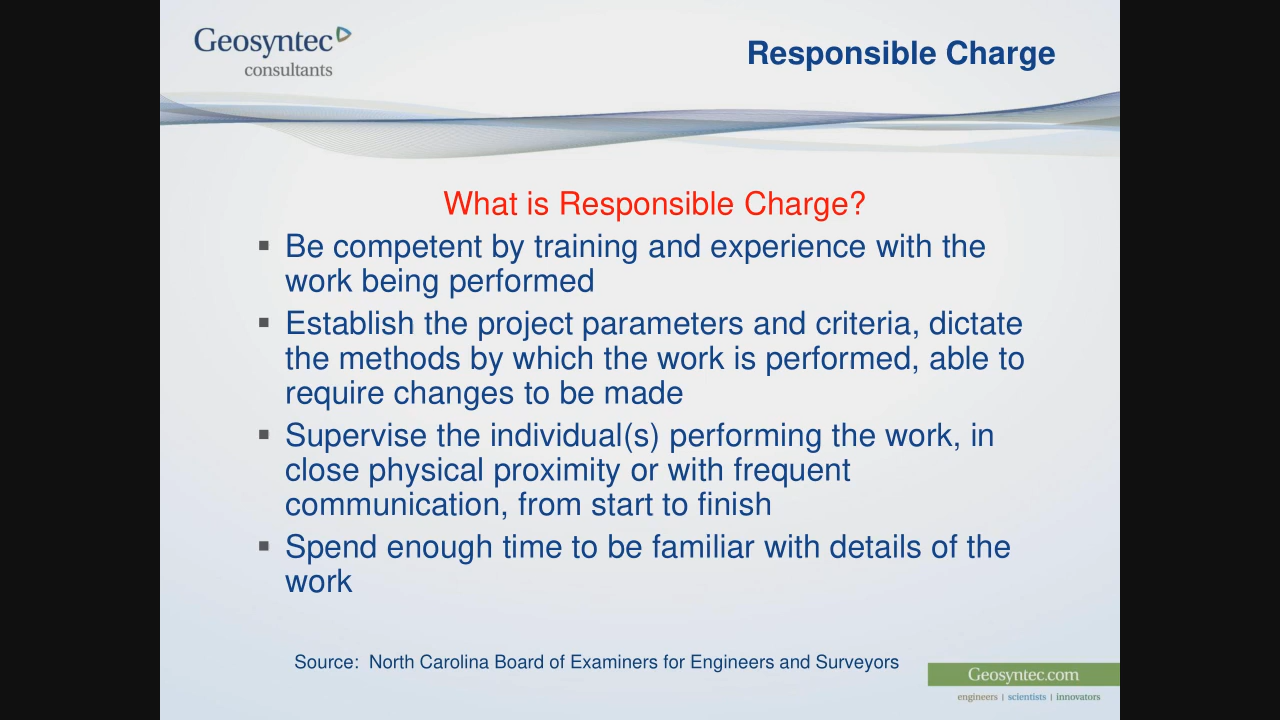 Geosyntec
consultants
Responsible Charge
What is Responsible Charge?
▪ Be competent by training and experience with the
work being performed
▪ Establish the project parameters and criteria, dictate
the methods by which the work is performed, able to
require changes to be made
▪ Supervise the individual(s) performing the work, in
close physical proximity or with frequent
communication, from start to finish
▪ Spend enough time to be familiar with details of the
work
Source: North Carolina Board of Examiners for Engineers and Surveyors
Geosyntec.com
engineers | scientists | innovators